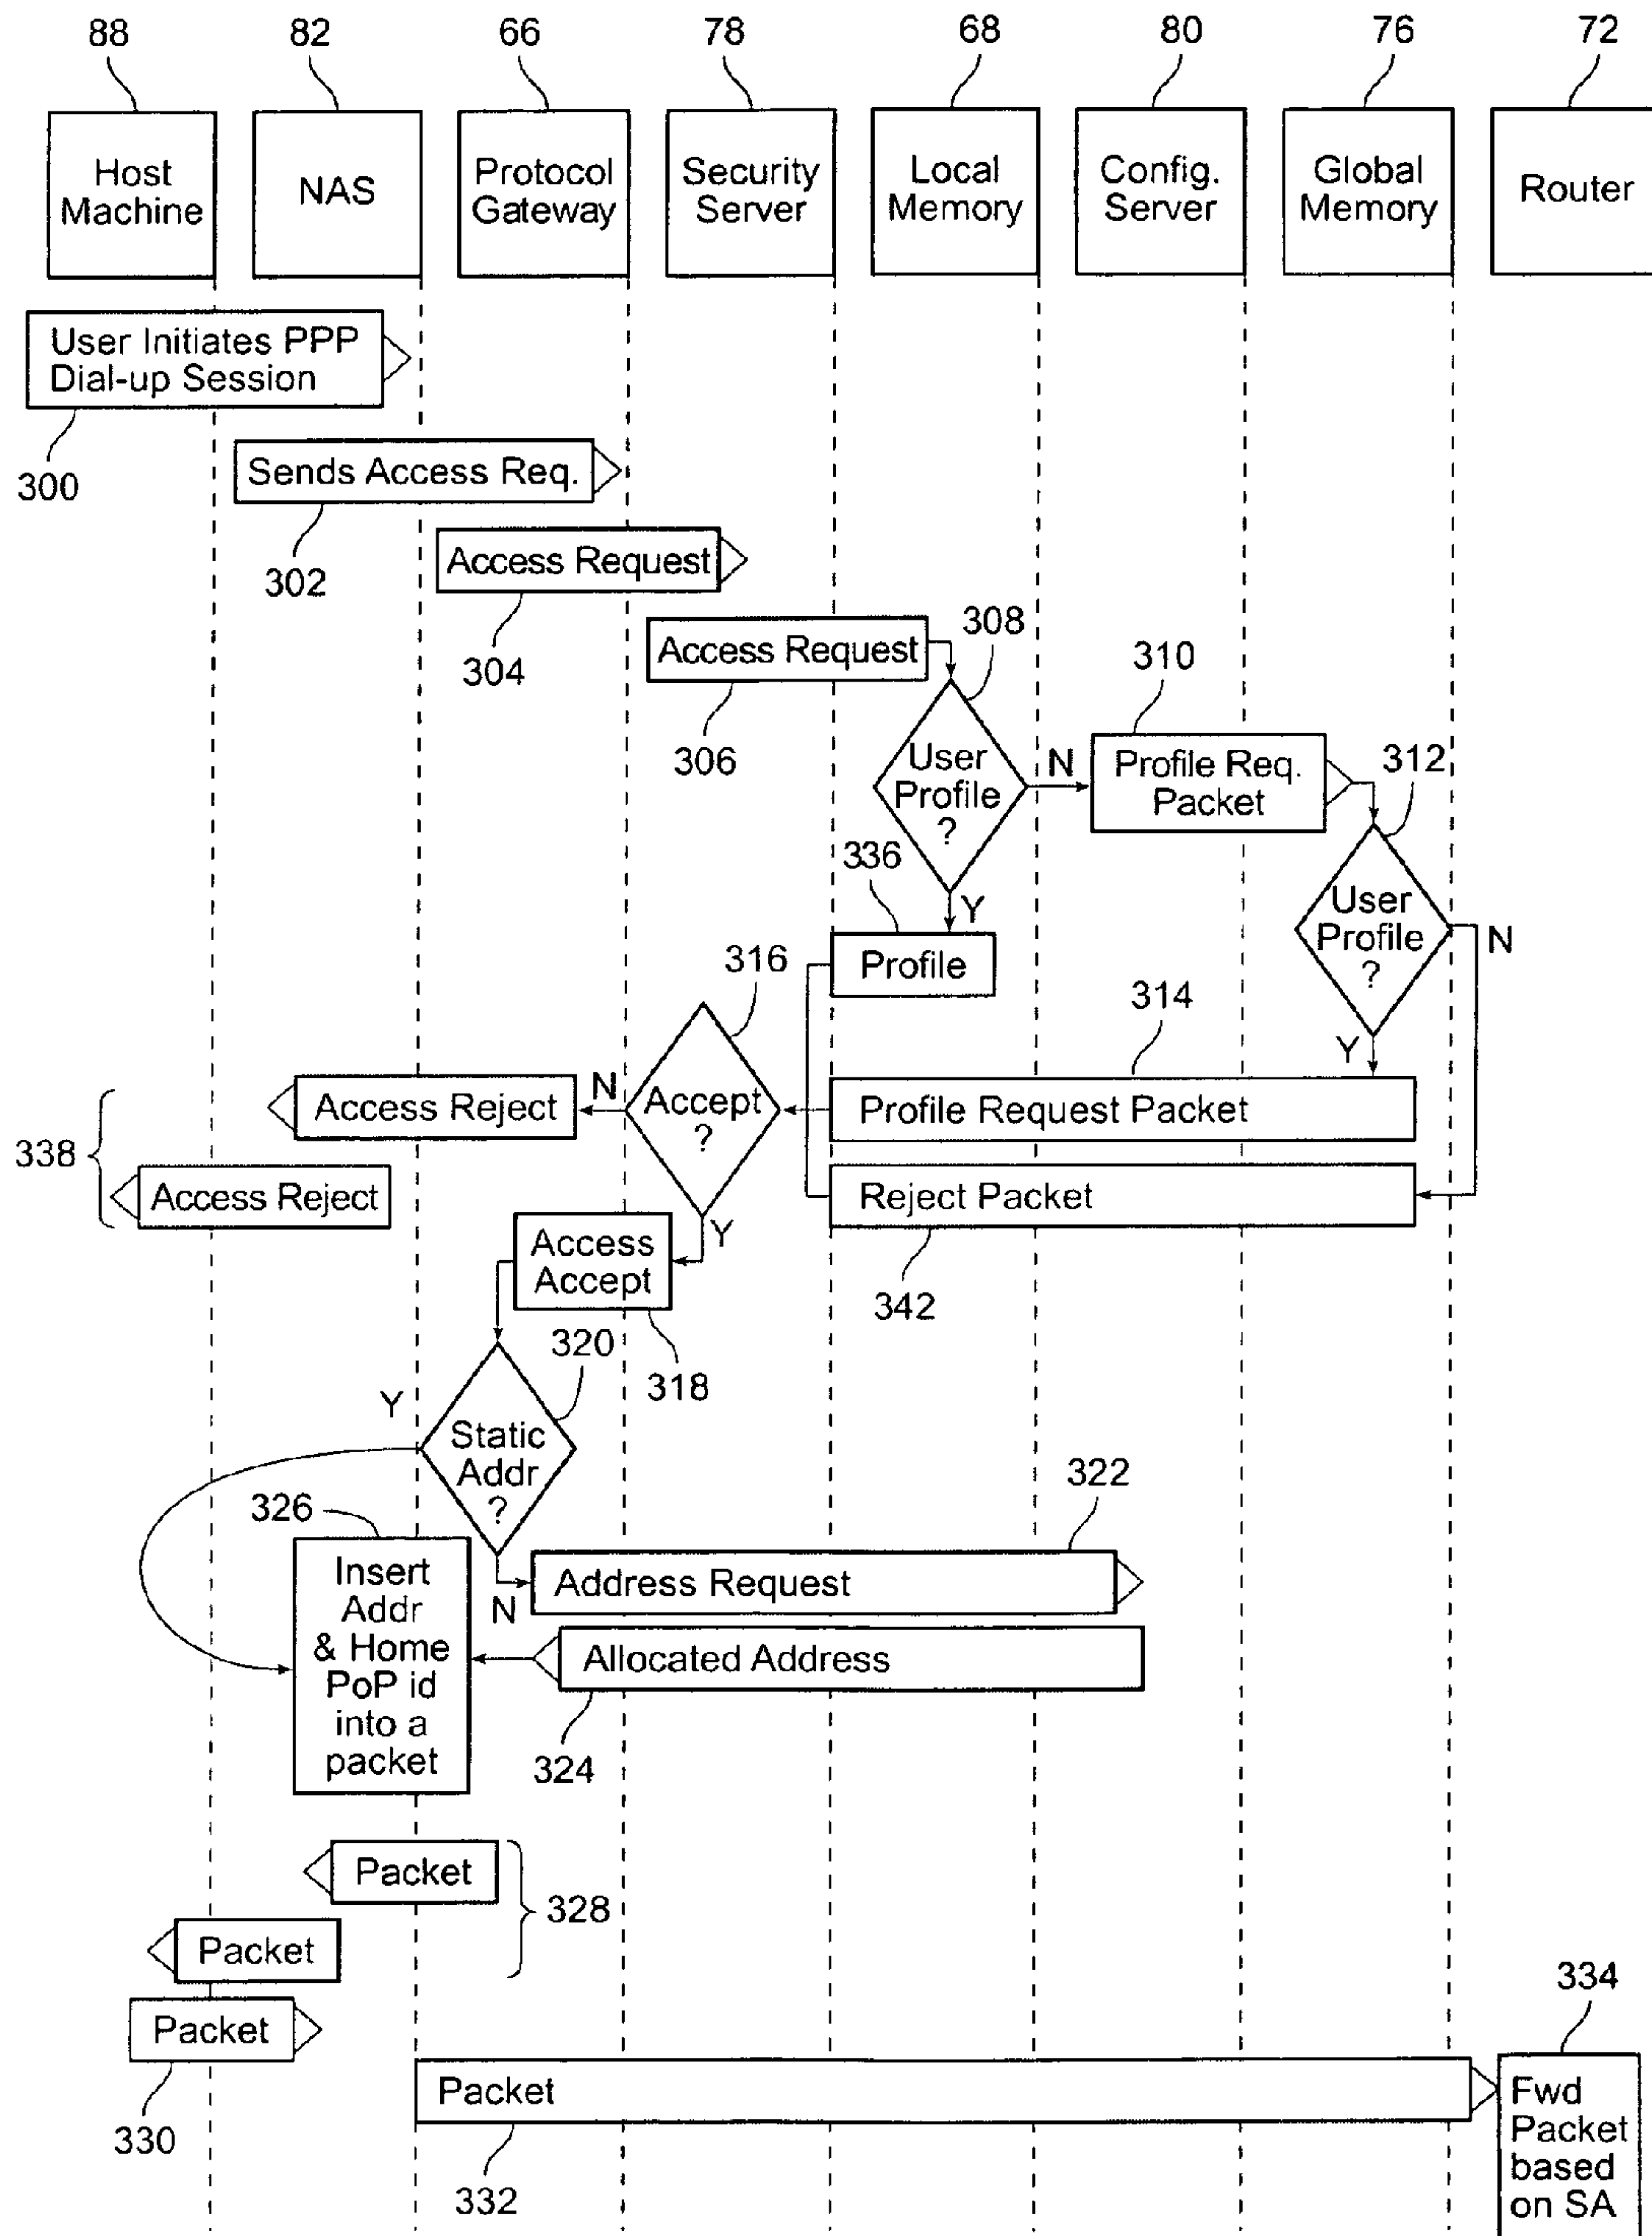 88 82 66 78 68 80 76 72
Host
Machine
NAS
Protocol
Gateway
Security
Server
Local
Memory
Config.
Server
Global
Memory
Router
User Initiates PPP
Dial-up Session
300
Sends Access Req.
302
Access Request
304
Access Request
306
308
User
Profile
?
N
Y
310
Profile Req.
Packet
312
User
Profile
?
N
Y
336
Profile
316
Accept
?
N
Y
314
Profile Request Packet
Access Reject
338
Access Reject
Reject Packet
342
Access
Accept
318
320
Static
Addr
?
Y
N
322
Address Request
326
Insert
Addr
& Home
PoP id
into a
packet
Allocated Address
324
Packet
328
Packet
Packet
330
Packet
332
334
Fwd
Packet
based
on SA